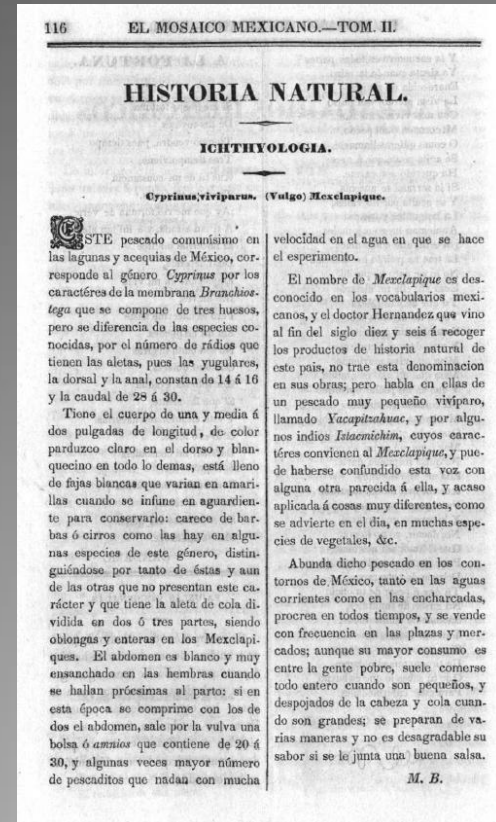 116
EL MOSAICO MEXICANO.—TOM. II.
HISTORIA NATURAL.
ICHTHYOLOGIA.
Cyprinus, viviparus. (Vulgo) Mexclapique.
ESTE pescado comunísimo en
las lagunas y acequias de México, cor-
responde al género Cyprinus por los
caractéres de la membrana Branchios-
tega que se compone de tres huesos,
pero se diferencia de las especies co-
nocidas, por el número de rádios que
tienen las aletas, pues las yugulares,
la dorsal y la anal, constan de 14 á 16
y la caudal de 28 á 30.
Tiene el cuerpo de una y media á
dos pulgadas de longitud, de color
parduzco claro en el dorso y blan-
quecino en todo lo demas, está lleno
de fajas blancas que varian en amari-
llas cuando se infune en aguardien-
te para conservarlo: carece de bar-
bas ó cirros como las hay en algu-
nas especies de este género, distin-
guiéndose por tanto de éstas y aun
de las otras que no presentan este ca-
rácter y que tiene la aleta de cola di-
vidida en dos ó tres partes, siendo
oblongas y enteras en los Mexclapi-
ques. El abdomen es blanco y muy
ensanchado en las hembras cuando
se hallan prócsimas al parto: si en
esta época se comprime con los de
dos el abdomen, sale por la vulva una
bolsa ó amnios que contiene de 20 á
30, y algunas veces mayor número
de pescaditos que nadan con mucha
velocidad en el agua en que se hace
el esperimento.
El nombre de Mexclapique es des-
conocido en los vocabularios mexi-
canos, y el doctor Hernandez que vino
al fin del siglo diez y seis á recoger
los productos de historia natural de
este pais, no trae esta denominacion
en sus obras; pero habla en ellas de
un pescado muy pequeño vivíparo,
llamado Yacapitzahuac, y por algu-
nos indios Iztacmichim, cuyos carac-
téres convienen al Mexclapique, y pue-
de haberse confundido esta voz con
alguna otra parecida á ella, y acaso
aplicada á cosas muy diferentes, como
se advierte en el dia, en muchas espe-
cies de vegetales, &c.
Abunda dicho pescado en los con-
tornos de México, tanto en las aguas
corrientes como en las encharcadas,
procrea en todos tiempos, y se vende
con frecuencia en las plazas y mer-
cados; aunque su mayor consumo es
entre la gente pobre, suele comerse
todo entero cuando son pequeños, y
despojados de la cabeza y cola cuan-
do son grandes; se preparan de va-
rias maneras y no es desagradable su
sabor si se le junta una buena salsa.
M. B.